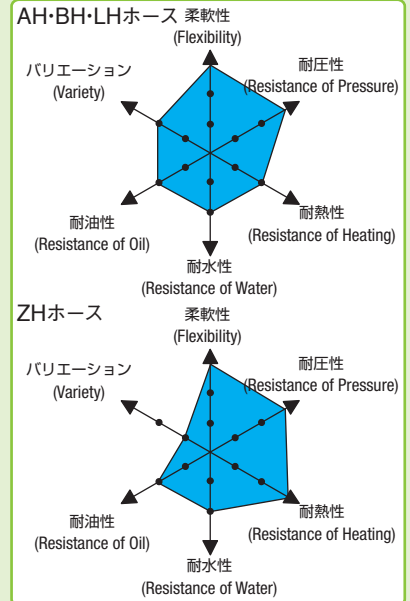 AH・BH・LHホース
柔軟性
(Flexibility)
バリエーション
(Variety)
耐圧性
(Resistance of Pressure)
耐油性
(Resistance of Oil)
耐熱性
(Resistance of Heating)
耐水性
(Resistance of Water)
ZHホース
柔軟性
(Flexibility)
バリエーション
(Variety)
耐圧性
(Resistance of Pressure)
耐油性
(Resistance of Oil)
耐熱性
(Resistance of Heating)
耐水性
(Resistance of Water)